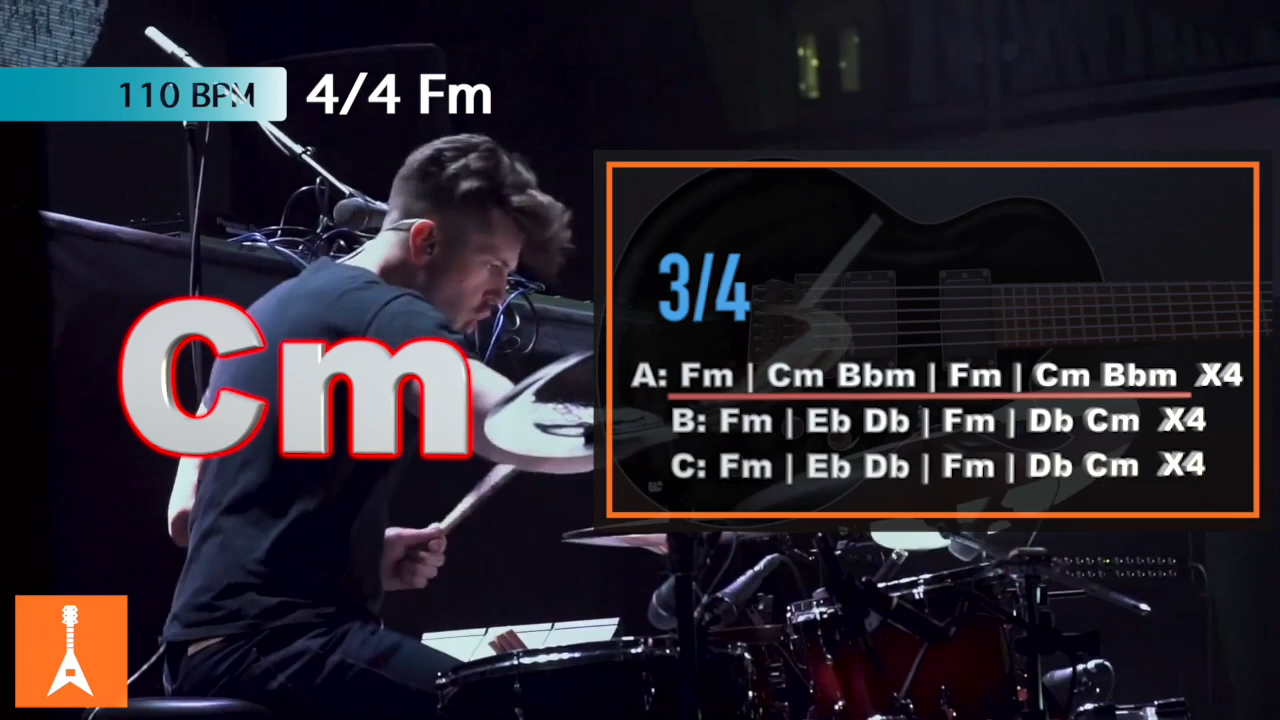 110 BPM 4/4 Fm
3/4
Cm
A: Fm | Cm Bbm | Fm | Cm Bbm X4
B: Fm | Eb Db | Fm | Db Cm X4
C: Fm | Eb Db | Fm | Db Cm X4